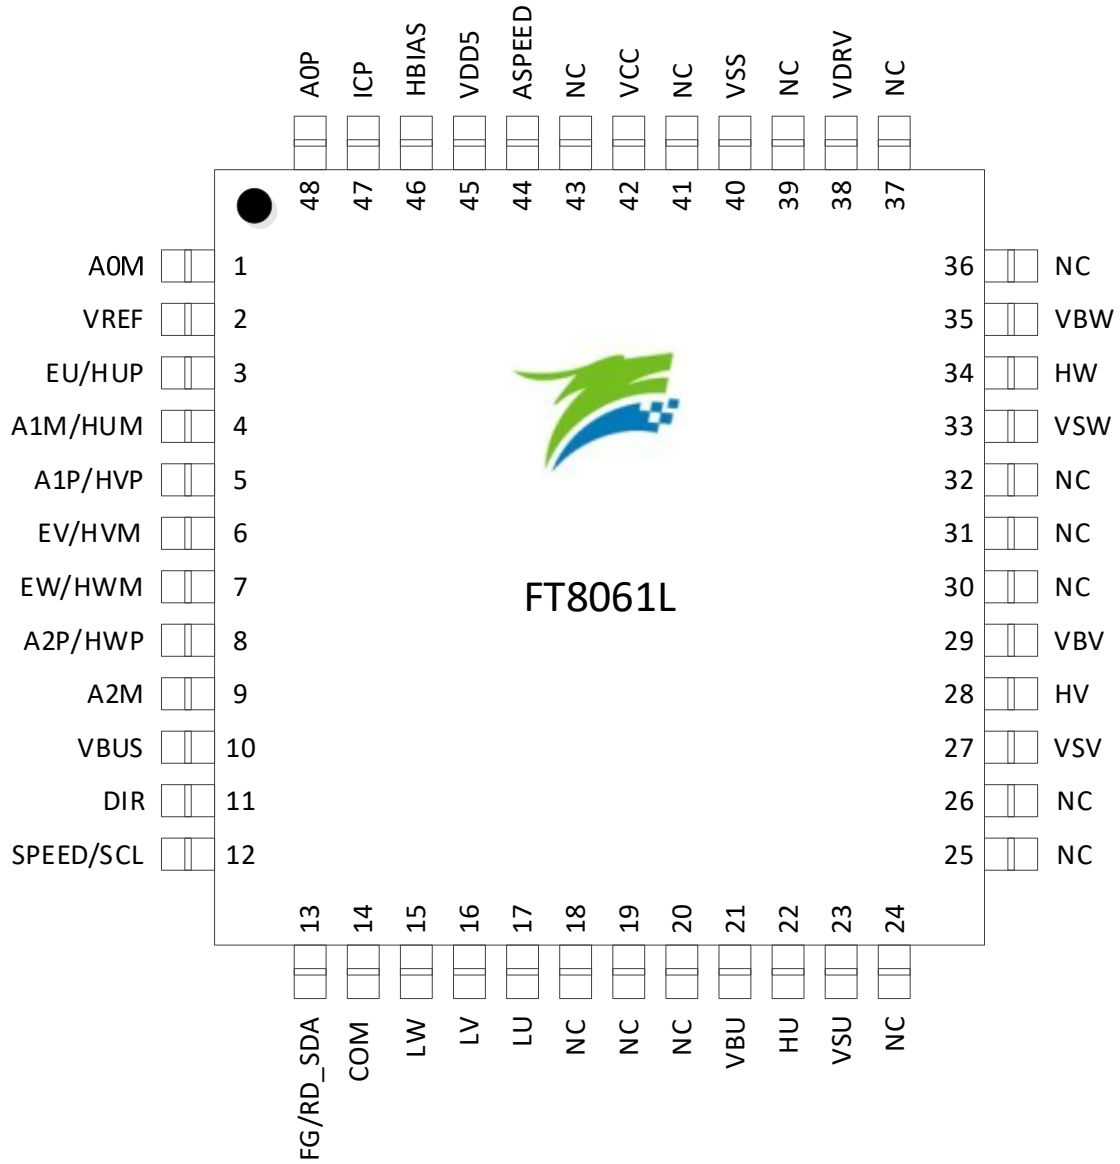 A0P ICP HBIAS VDD5 ASPEED NC VCC NC VSS NC VDRV NC
48 47 46 45 44 43 42 41 40 39 38 37
A0M 1 36 NC
VREF 2 35 VBW
EU/HUP 3 34 HW
A1M/HUM 4 33 VSW
A1P/HVP 5 32 NC
EV/HVM 6 31 NC
EW/HWM 7 30 NC
FT8061L
A2P/HWP 8 29 VBV
A2M 9 28 HV
VBUS 10 27 VSV
DIR 11 26 NC
SPEED/SCL 12 25 NC
13 14 15 16 17 18 19 20 21 22 23 24
FG/RD_SDA COM LW LV LU NC NC NC VBU HU VSU NC